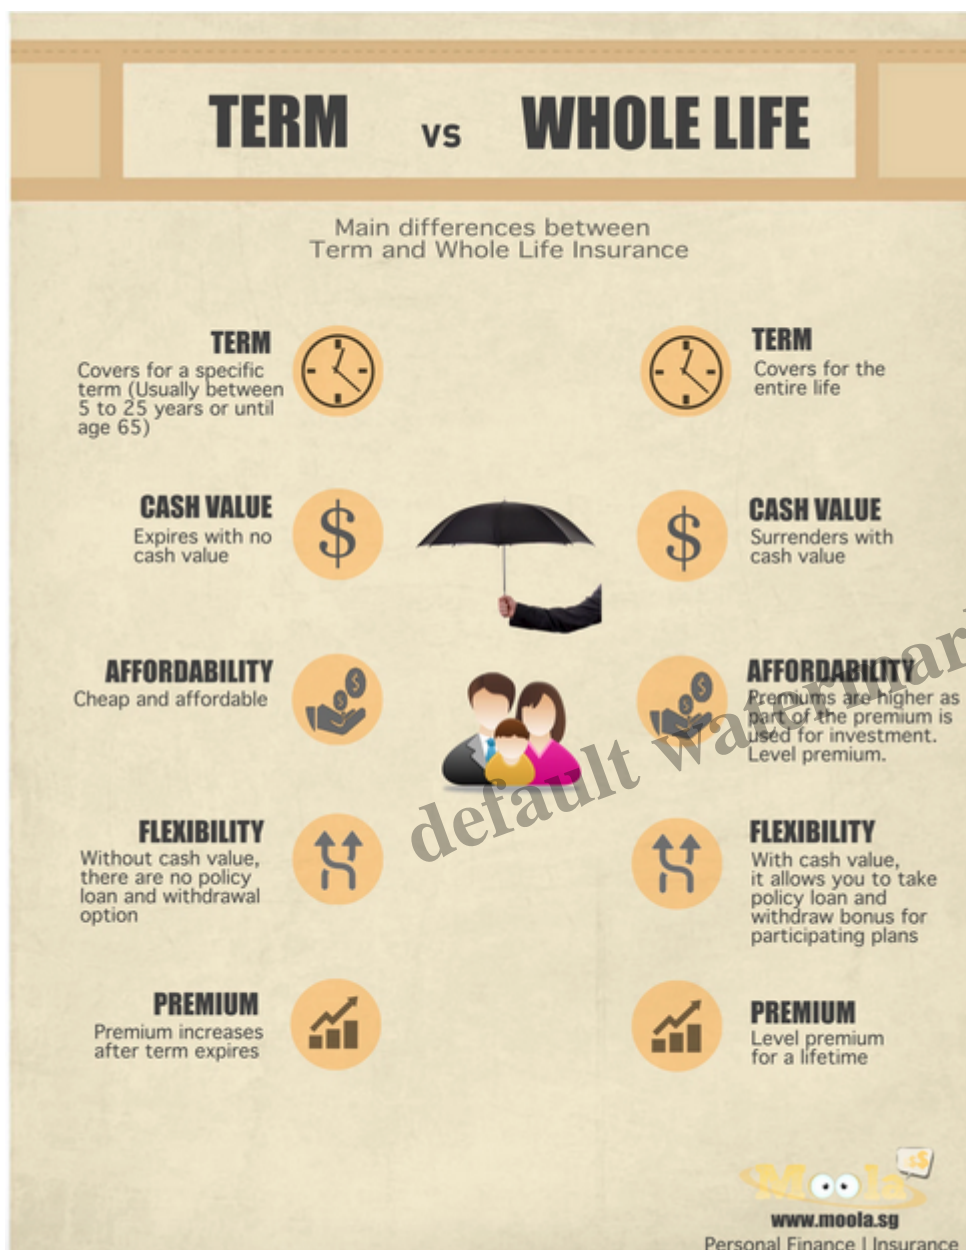 TERM vs WHOLE LIFE
Main differences between
Term and Whole Life Insurance
TERM
Covers for a specific
term (Usually between
5 to 25 years or until
age 65)
TERM
Covers for the
entire life
CASH VALUE
Expires with no
cash value
CASH VALUE
Surrenders with
cash value
AFFORDABILITY
Cheap and affordable
AFFORDABILITY
Premiums are higher as
part of the premium is
used for investment.
Level premium.
FLEXIBILITY
Without cash value,
there are no policy
loan and withdrawal
option
FLEXIBILITY
With cash value,
it allows you to take
policy loan and
withdraw bonus for
participating plans
PREMIUM
Premium increases
after term expires
PREMIUM
Level premium
for a lifetime
default watermark
Moola
$$
www.moola.sg
Personal Finance | Insurance